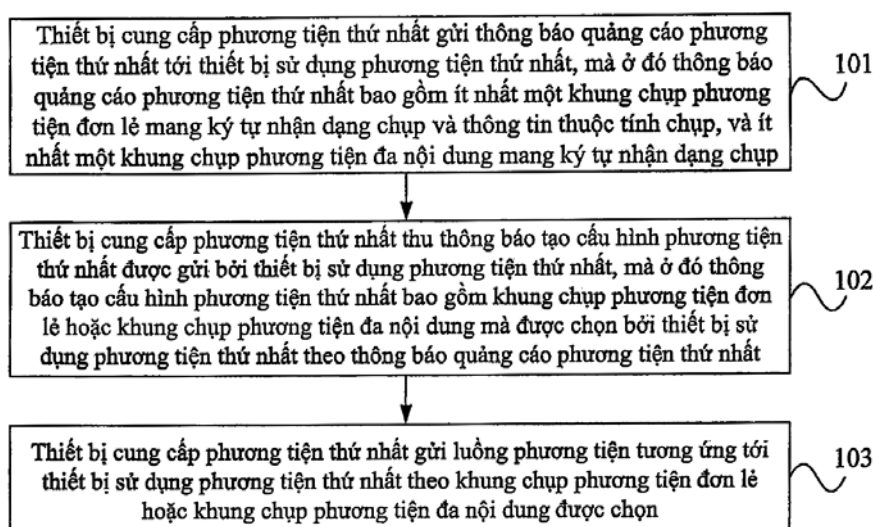 Thiết bị cung cấp phương tiện thứ nhất gửi thông báo quảng cáo phương
tiện thứ nhất tới thiết bị sử dụng phương tiện thứ nhất, mà ở đó thông báo
quảng cáo phương tiện thứ nhất bao gồm ít nhất một khung chụp phương
tiện đơn lẻ mang ký tự nhận dạng chụp và thông tin thuộc tính chụp, và ít
nhất một khung chụp phương tiện đa nội dung mang ký tự nhận dạng chụp
101
Thiết bị cung cấp phương tiện thứ nhất thu thông báo tạo cấu hình phương tiện
thứ nhất được gửi bởi thiết bị sử dụng phương tiện thứ nhất, mà ở đó thông
báo tạo cấu hình phương tiện thứ nhất bao gồm khung chụp phương tiện đơn
lẻ hoặc khung chụp phương tiện đa nội dung mà được chọn bởi thiết bị sử
dụng phương tiện thứ nhất theo thông báo quảng cáo phương tiện thứ nhất
102
Thiết bị cung cấp phương tiện thứ nhất gửi luồng phương tiện tương ứng tới
thiết bị sử dụng phương tiện thứ nhất theo khung chụp phương tiện đơn lẻ
hoặc khung chụp phương tiện đa nội dung được chọn
103